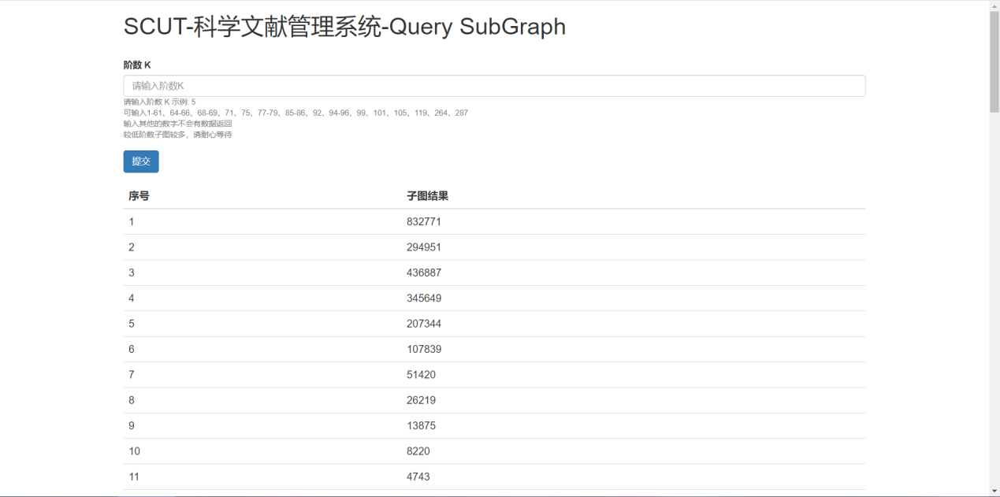 SCUT-科学文献管理系统-Query SubGraph
阶数 K
请输入阶数K
请输入阶数 K 示例: 5
可输入1-61、64-66、68-69、71、75、77-79、85-86、92、94-96、99、101、105、119、264、287
输入其他的数字不会有数据返回
较低阶数子图较多，请耐心等待
提交
序号 子图结果
1 832771
2 294951
3 436887
4 345649
5 207344
6 107839
7 51420
8 26219
9 13875
10 8220
11 4743